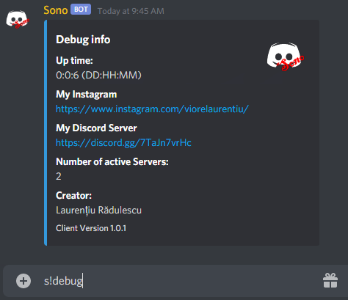 Sono BOT Today at 9:45 AM
Debug info
Sono
Up time:
0:0:6 (DD:HH:MM)
My Instagram
https://www.instagram.com/viorelaurentiu/
My Discord Server
https://discord.gg/7TaJn7vrHc
Number of active Servers:
2
Creator:
Laurențiu Rădulescu
Client Version 1.0.1
s!debug